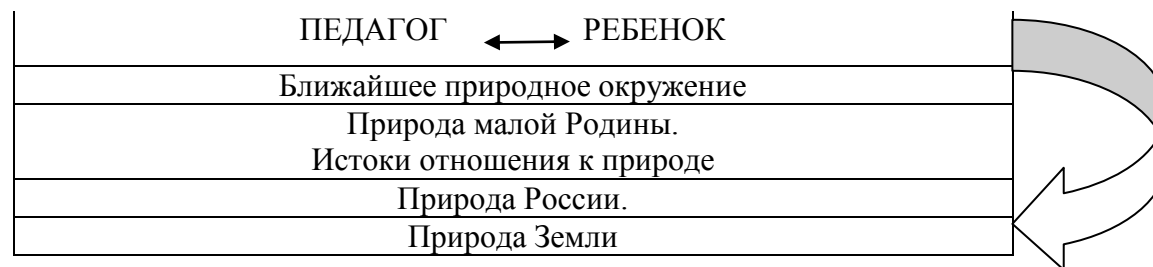 ПЕДАГОГ РЕБЕНОК
Ближайшее природное окружение
Природа малой Родины.
Истоки отношения к природе
Природа России.
Природа Земли